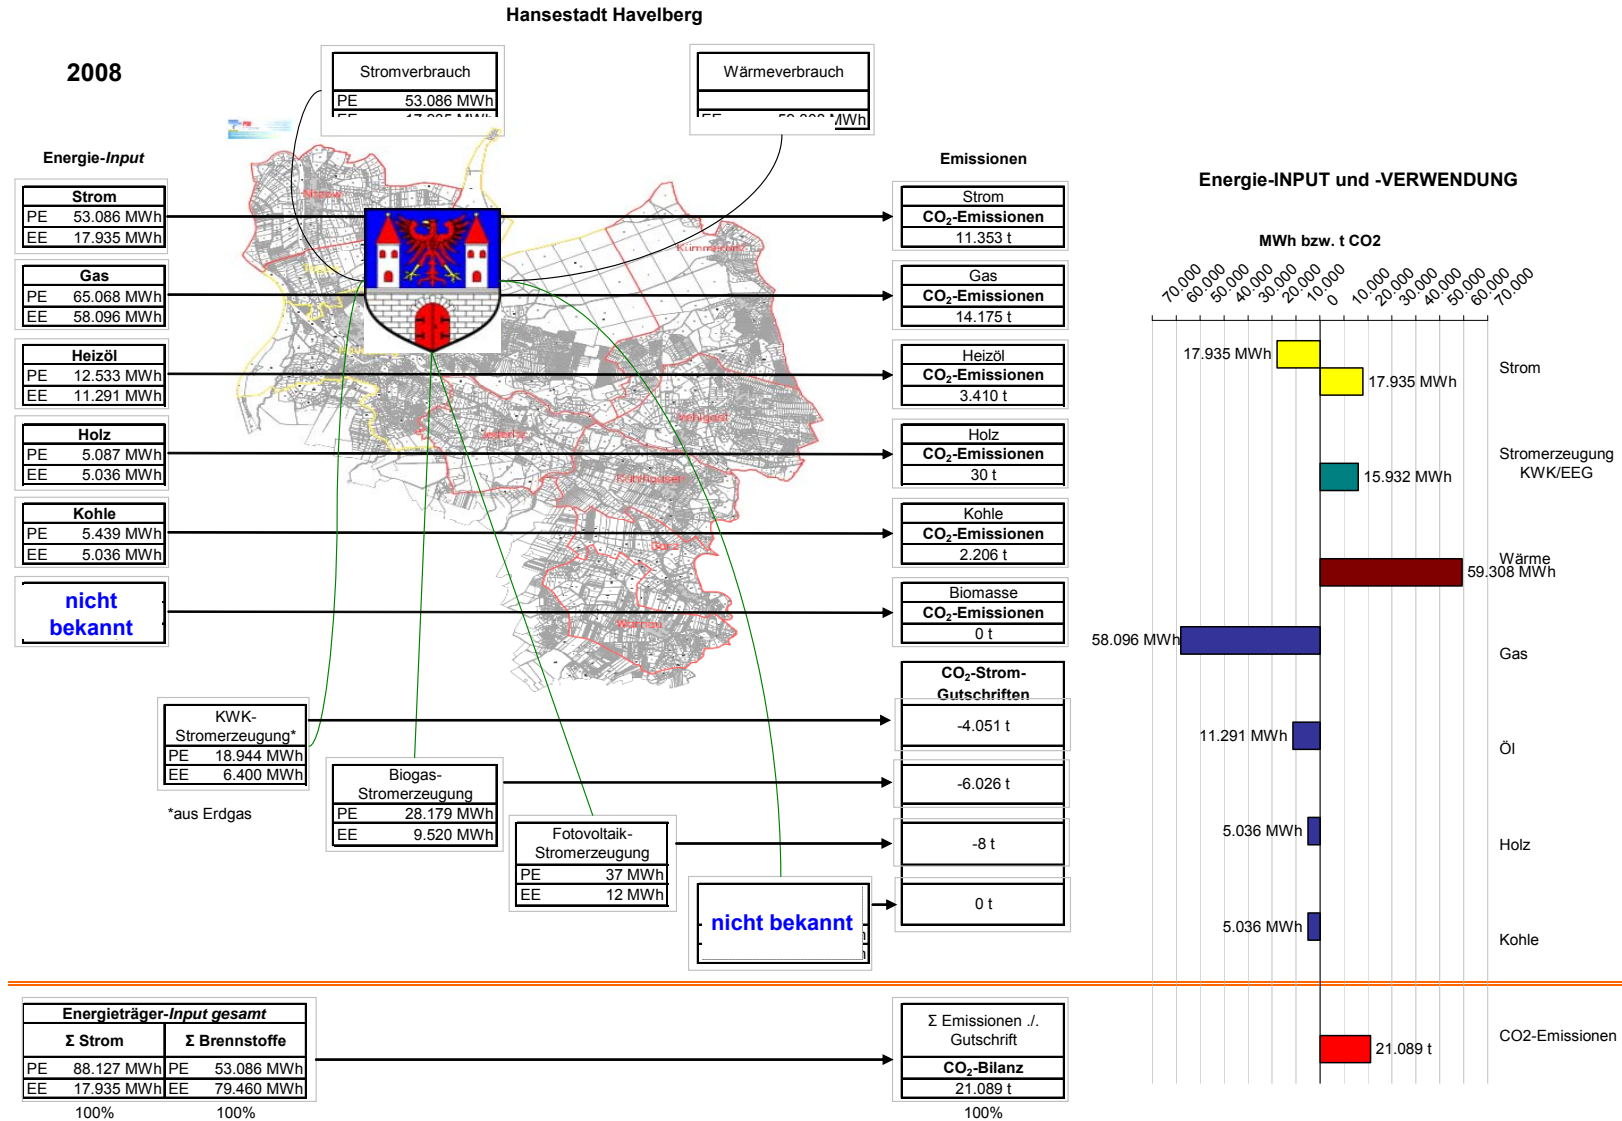 Hansestadt Havelberg
2008
Stromverbrauch
PE 53.086 MWh
EE 17.935 MWh
Wärmeverbrauch
EE MWh
Energie-Input
Strom
PE 53.086 MWh
EE 17.935 MWh
Gas
PE 65.068 MWh
EE 58.096 MWh
Heizöl
PE 12.533 MWh
EE 11.291 MWh
Holz
PE 5.087 MWh
EE 5.036 MWh
Kohle
PE 5.439 MWh
EE 5.036 MWh
nicht
bekannt
Nitzow
Kümmernitz
Vehlgast
Jederitz
Kuhlhausen
Garz
Warnau
KWK-
Stromerzeugung*
PE 18.944 MWh
EE 6.400 MWh
*aus Erdgas
Biogas-
Stromerzeugung
PE 28.179 MWh
EE 9.520 MWh
Fotovoltaik-
Stromerzeugung
PE 37 MWh
EE 12 MWh
nicht bekannt
Emissionen
Strom
CO₂-Emissionen
11.353 t
Gas
CO₂-Emissionen
14.175 t
Heizöl
CO₂-Emissionen
3.410 t
Holz
CO₂-Emissionen
30 t
Kohle
CO₂-Emissionen
2.206 t
Biomasse
CO₂-Emissionen
0 t
CO₂-Strom-
Gutschriften
-4.051 t
-6.026 t
-8 t
0 t
Energieträger-Input gesamt
Σ Strom Σ Brennstoffe
PE 88.127 MWh PE 53.086 MWh
EE 17.935 MWh EE 79.460 MWh
100% 100%
Σ Emissionen ./.
Gutschrift
CO₂-Bilanz
21.089 t
100%
Energie-INPUT und -VERWENDUNG
MWh bzw. t CO2
70.000 60.000 50.000 40.000 30.000 20.000 10.000 0 10.000 20.000 30.000 40.000 50.000 60.000 70.000
17.935 MWh
17.935 MWh
Strom
15.932 MWh
Stromerzeugung
KWK/EEG
59.308 MWh
Wärme
58.096 MWh
Gas
11.291 MWh
Öl
5.036 MWh
Holz
5.036 MWh
Kohle
21.089 t
CO2-Emissionen